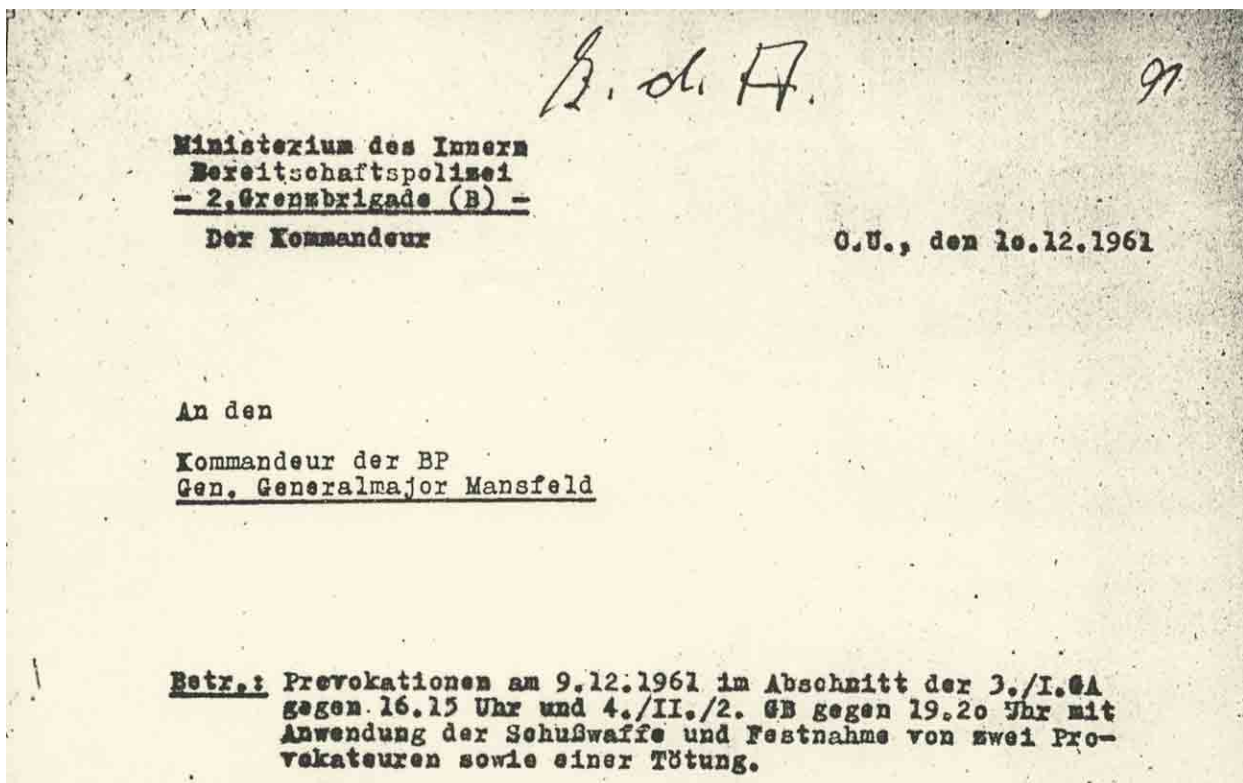 Z. d. A.
91
Ministerium des Innern
Bereitschaftspolizei
- 2.Grenzbrigade (B) -
Der Kommandeur
O.U., den 1o.12.1961
An den
Kommandeur der BP
Gen. Generalmajor Mansfeld
Betr.: Provokationen am 9.12.1961 im Abschnitt der 3./I.GA
gegen 16.15 Uhr und 4./II./2. GB gegen 19.2o Uhr mit
Anwendung der Schußwaffe und Festnahme von zwei Pro-
vokateuren sowie einer Tötung.